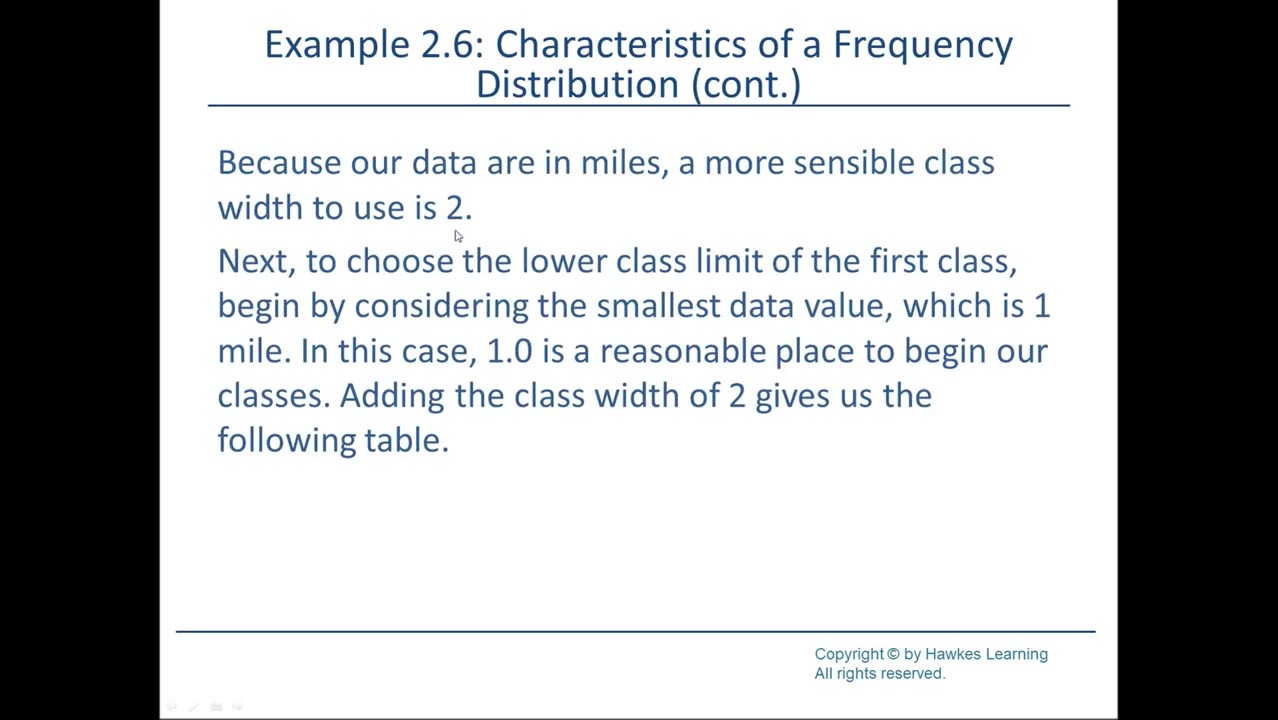 Example 2.6: Characteristics of a Frequency
Distribution (cont.)
Because our data are in miles, a more sensible class
width to use is 2.
Next, to choose the lower class limit of the first class,
begin by considering the smallest data value, which is 1
mile. In this case, 1.0 is a reasonable place to begin our
classes. Adding the class width of 2 gives us the
following table.
Copyright © by Hawkes Learning
All rights reserved.